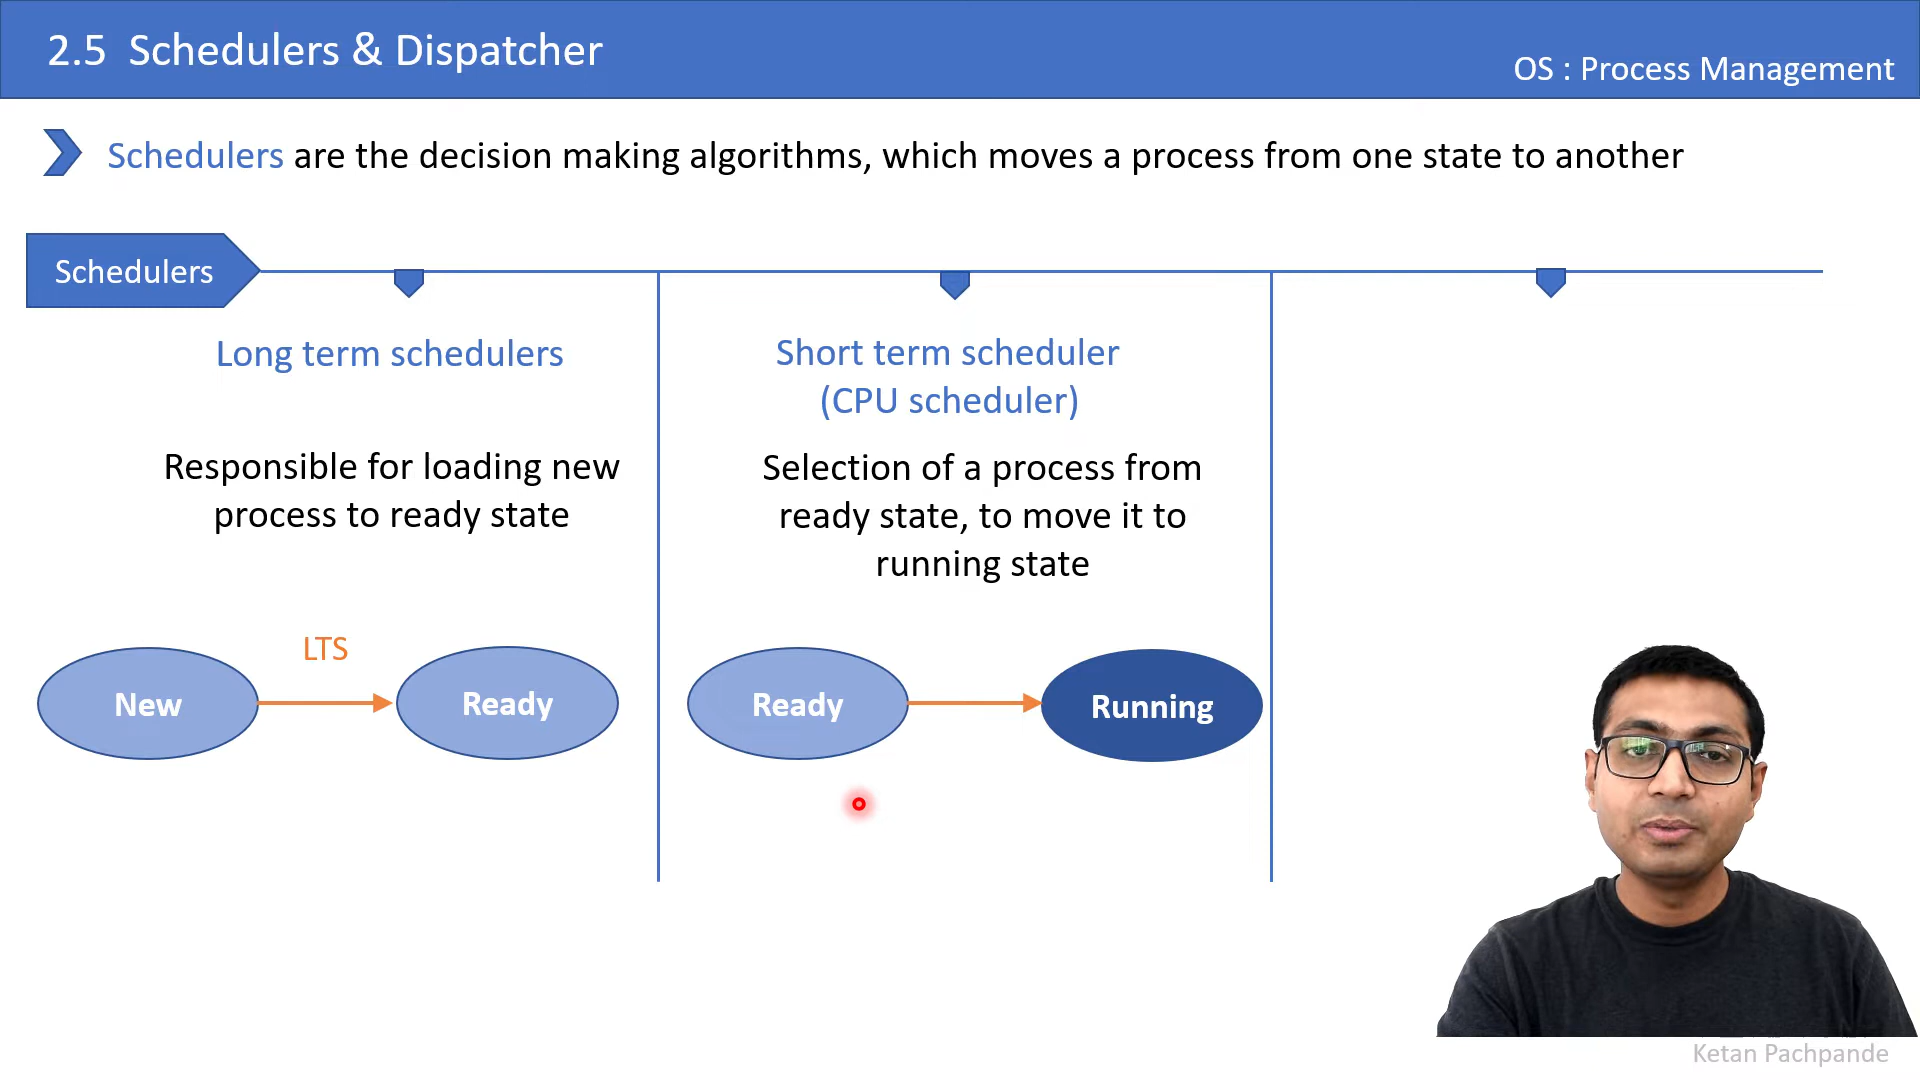 2.5 Schedulers & Dispatcher
OS : Process Management
Schedulers are the decision making algorithms, which moves a process from one state to another
Schedulers
Long term schedulers
Responsible for loading new
process to ready state
LTS
New
Ready
Short term scheduler
(CPU scheduler)
Selection of a process from
ready state, to move it to
running state
Ready
Running
Ketan Pachpande